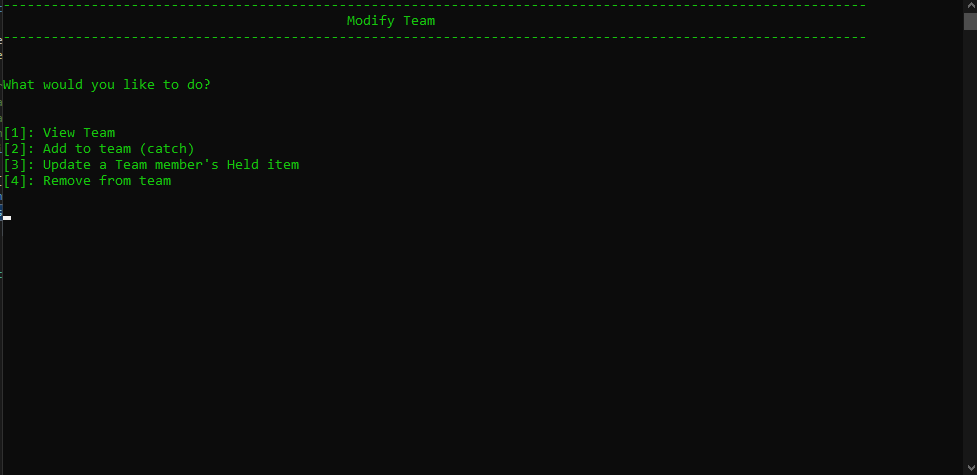 Modify Team
What would you like to do?
[1]: View Team
[2]: Add to team (catch)
[3]: Update a Team member's Held item
[4]: Remove from team